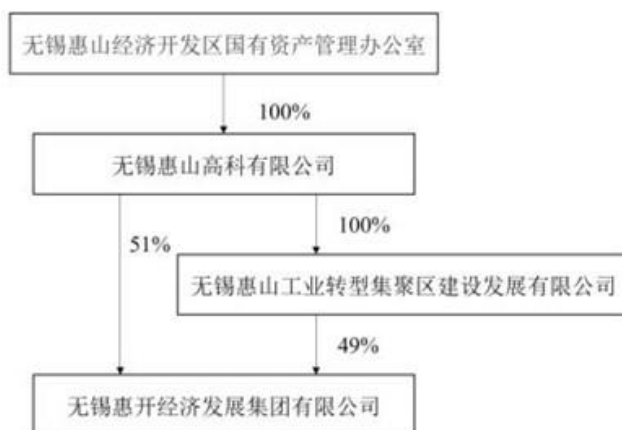 无锡惠山经济开发区国有资产管理办公室
100%
无锡惠山高科有限公司
51%
100%
无锡惠山工业转型集聚区建设发展有限公司
49%
无锡惠开经济发展集团有限公司